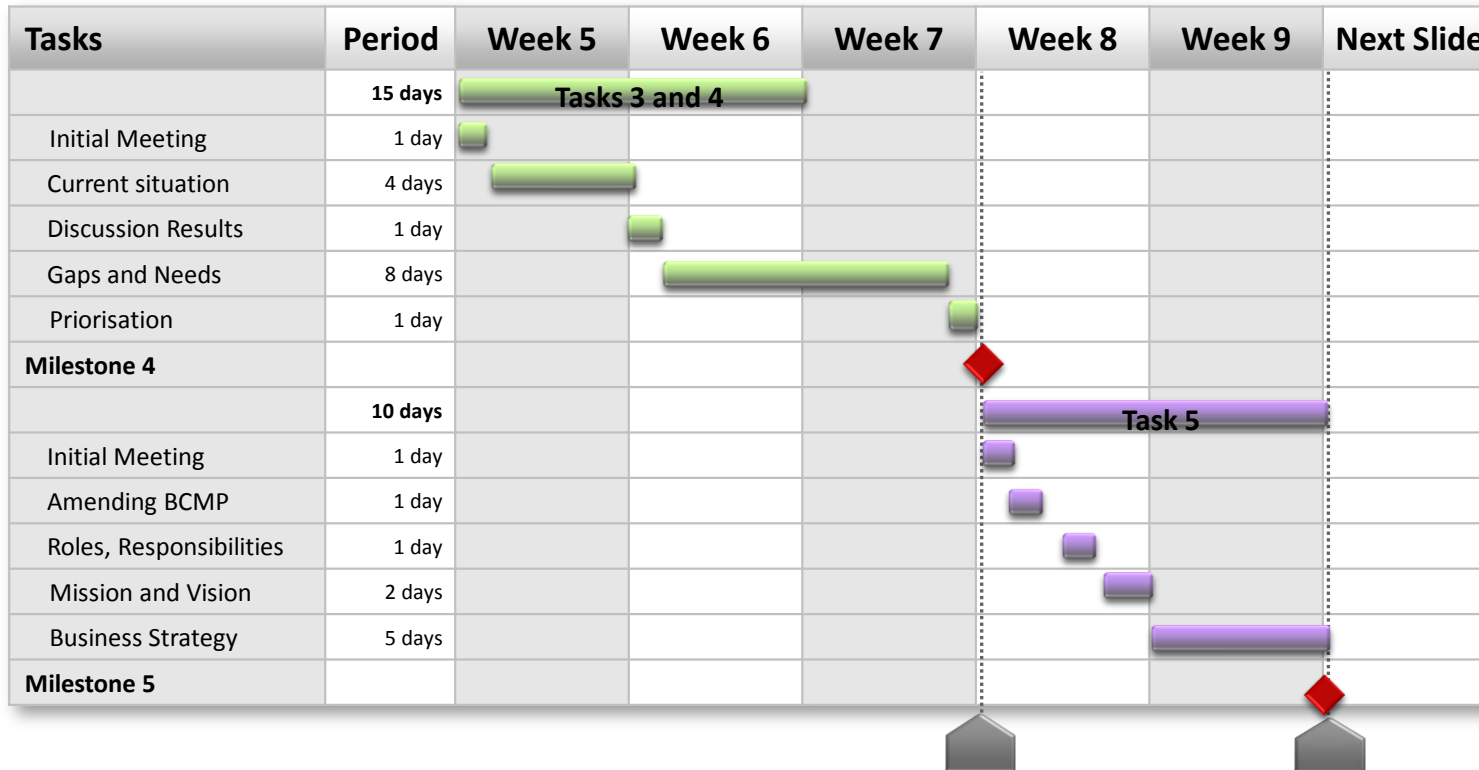 Tasks Period Week 5 Week 6 Week 7 Week 8 Week 9 Next Slide
15 days Tasks 3 and 4
Initial Meeting 1 day
Current situation 4 days
Discussion Results 1 day
Gaps and Needs 8 days
Priorisation 1 day
Milestone 4
10 days Task 5
Initial Meeting 1 day
Amending BCMP 1 day
Roles, Responsibilities 1 day
Mission and Vision 2 days
Business Strategy 5 days
Milestone 5